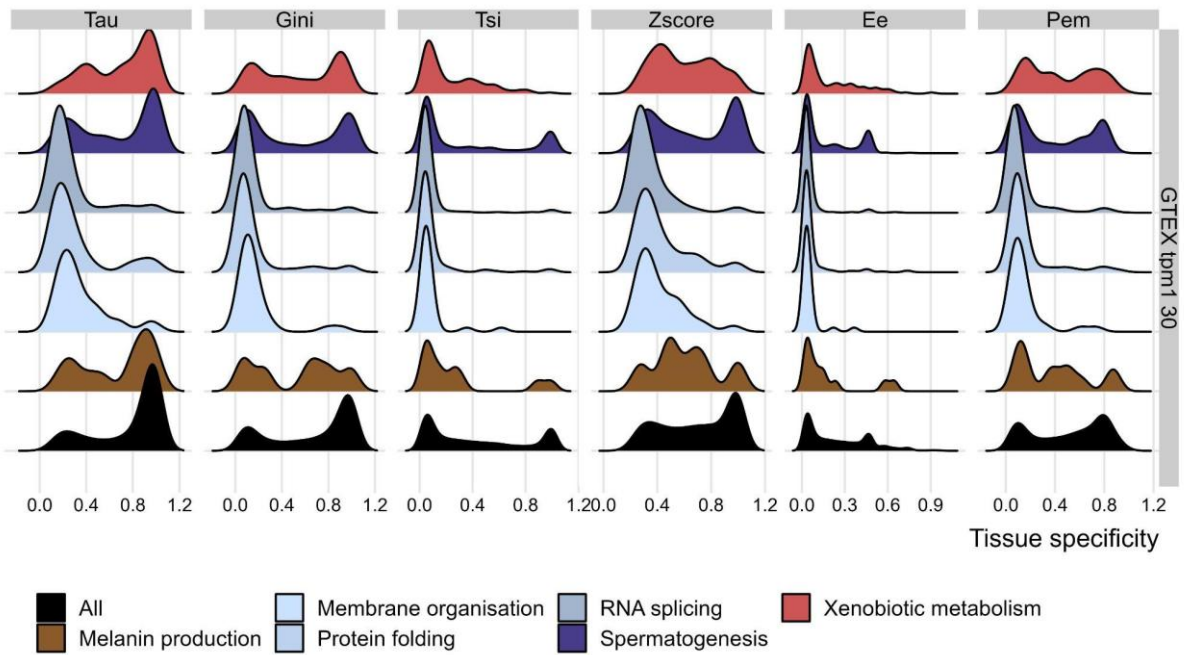 Tau Gini Tsi Zscore Ee Pem
GTEX tpm1 30
0.0 0.4 0.8 1.2 0.0 0.4 0.8 1.2 0.0 0.4 0.8 1.2 0.0 0.4 0.8 1.2 0.0 0.3 0.6 0.9 0.0 0.4 0.8 1.2
Tissue specificity
All Membrane organisation RNA splicing Xenobiotic metabolism
Melanin production Protein folding Spermatogenesis